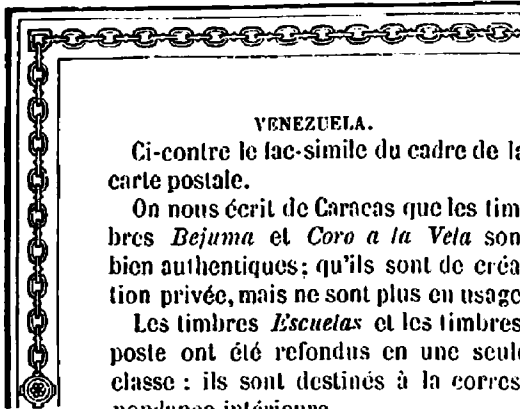 VENEZUELA.
Ci-contre le fac-simile du cadre de la
carte postale.
On nous écrit de Caracas que les tim
bres Bejuma et Coro a la Vela son
bien authentiques; qu'ils sont de créa
tion privée, mais ne sont plus en usage
Les timbres Escuelas et les timbres
poste ont été refondus en une seule
classe : ils sont destinés à la corres
pondance intérieure